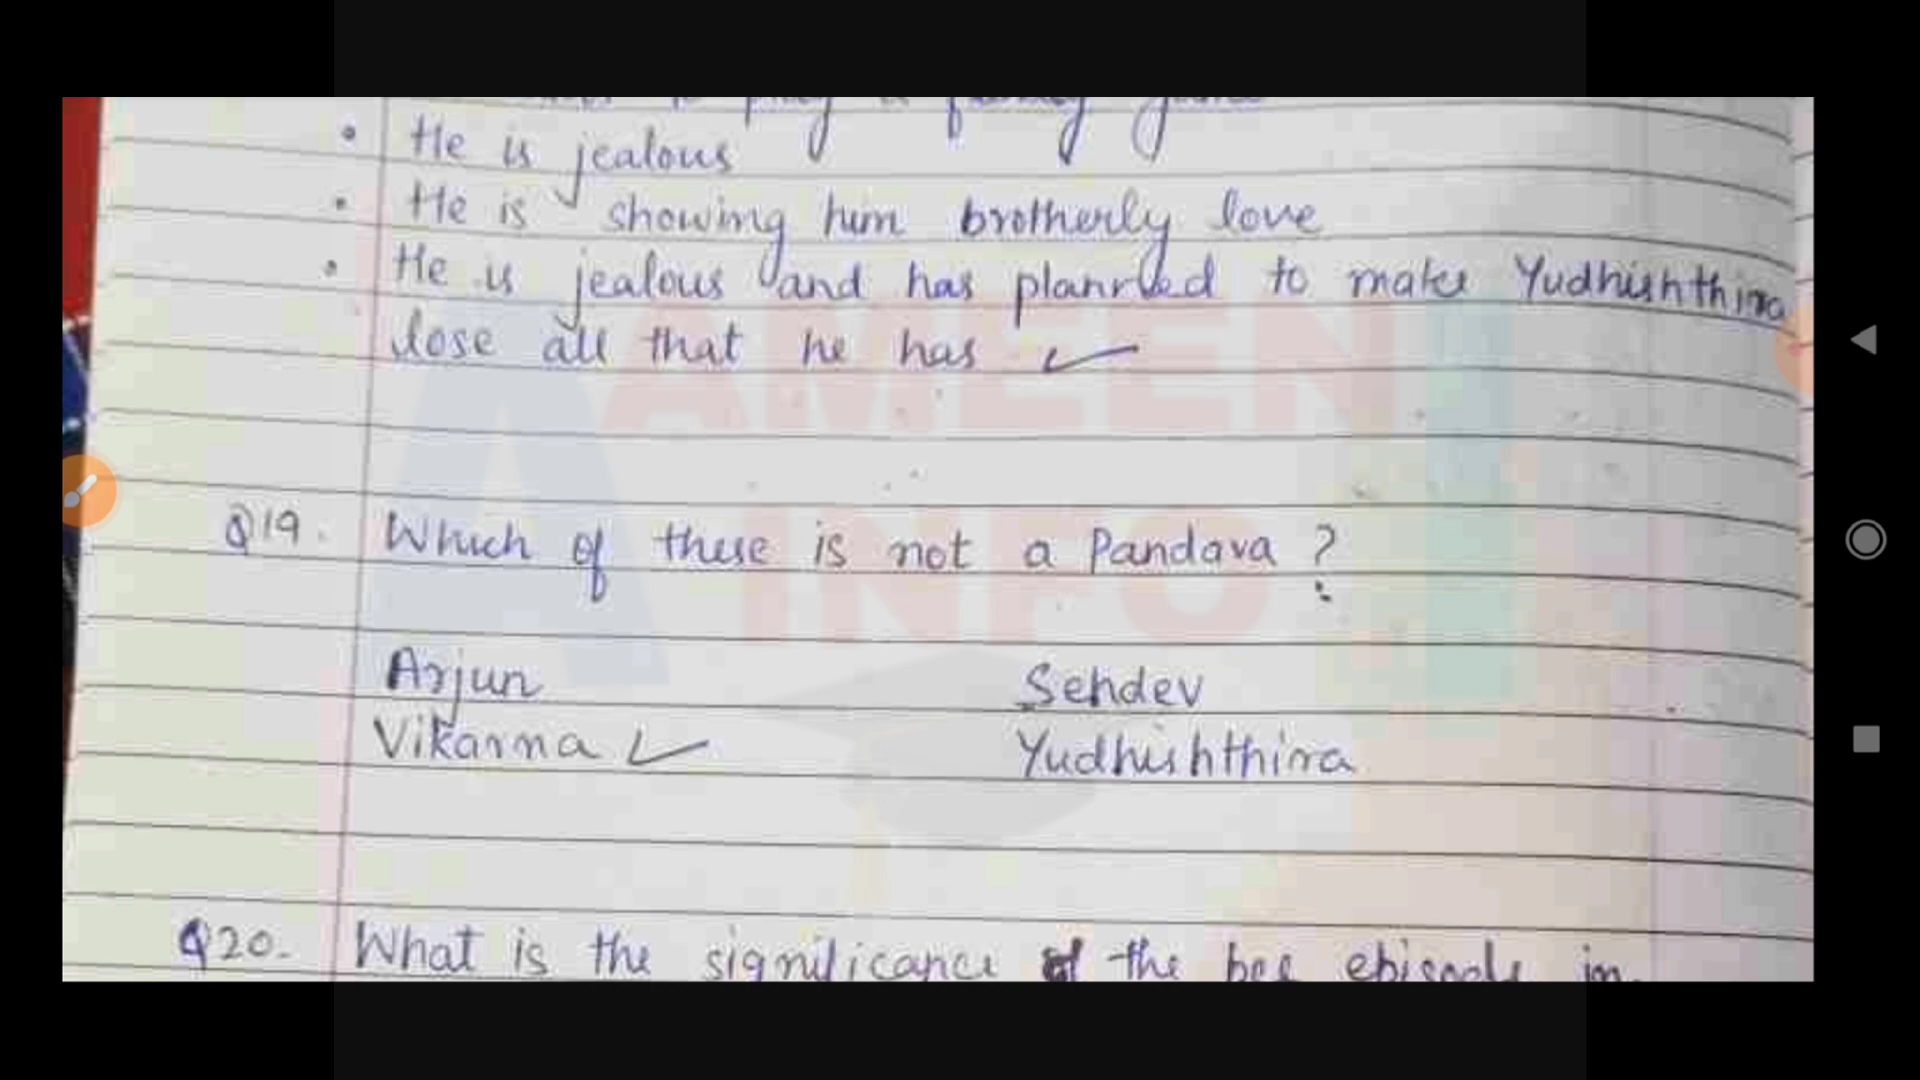 • He is jealous
• He is showing him brotherly love
• He is jealous and has planned to make Yudhishthira
lose all that he has ✓
AMEEN
INFO
Q19. Which of these is not a Pandava ?
Arjun Sehdev
Vikarna ✓ Yudhishthira
Q20. What is the significance of the bee episode in